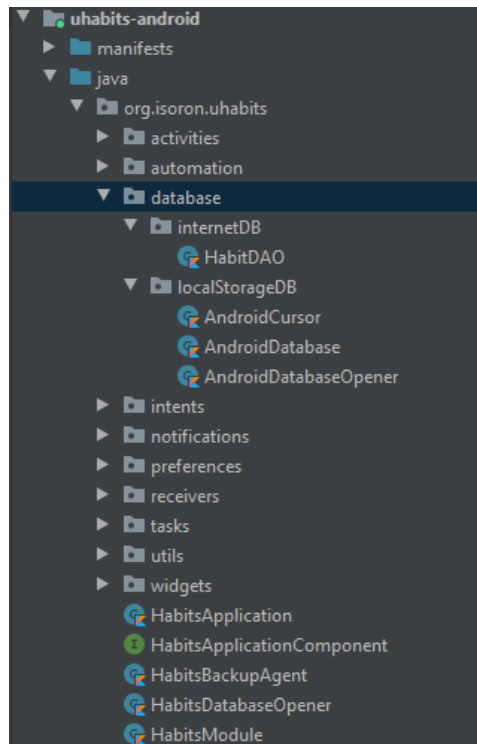 uhabits-android
manifests
java
org.isoron.uhabits
activities
automation
database
internetDB
HabitDAO
localStorageDB
AndroidCursor
AndroidDatabase
AndroidDatabaseOpener
intents
notifications
preferences
receivers
tasks
utils
widgets
HabitsApplication
HabitsApplicationComponent
HabitsBackupAgent
HabitsDatabaseOpener
HabitsModule